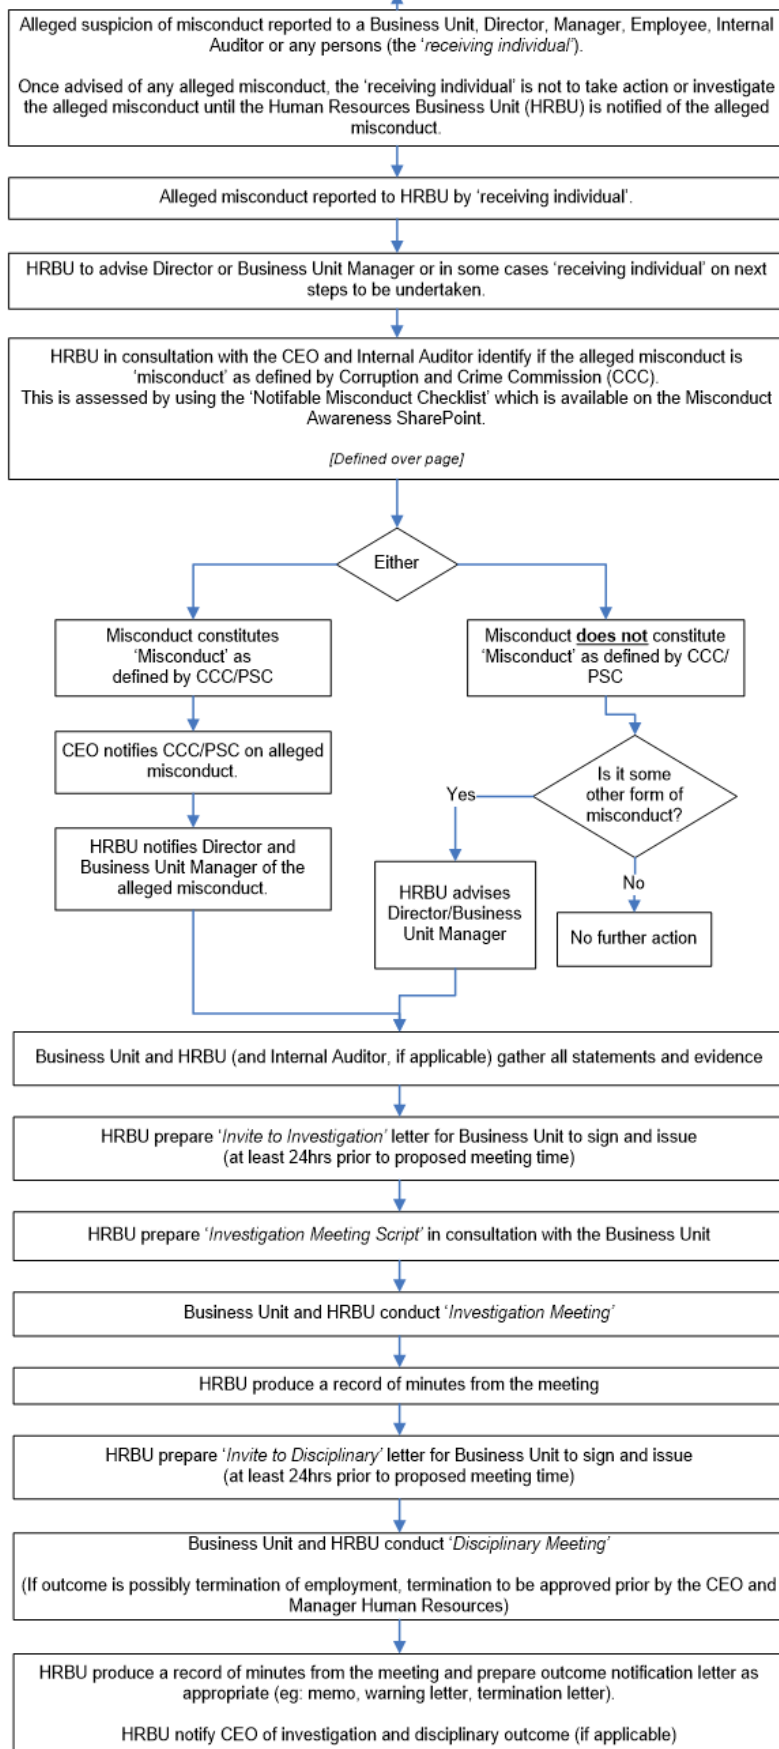 Alleged suspicion of misconduct reported to a Business Unit, Director, Manager, Employee, Internal
Auditor or any persons (the ‘receiving individual’).
Once advised of any alleged misconduct, the ‘receiving individual’ is not to take action or investigate
the alleged misconduct until the Human Resources Business Unit (HRBU) is notified of the alleged
misconduct.
Alleged misconduct reported to HRBU by ‘receiving individual’.
HRBU to advise Director or Business Unit Manager or in some cases ‘receiving individual’ on next
steps to be undertaken.
HRBU in consultation with the CEO and Internal Auditor identify if the alleged misconduct is
‘misconduct’ as defined by Corruption and Crime Commission (CCC).
This is assessed by using the ‘Notifable Misconduct Checklist’ which is available on the Misconduct
Awareness SharePoint.
[Defined over page]
Either
Misconduct constitutes
‘Misconduct’ as
defined by CCC/PSC
CEO notifies CCC/PSC on alleged
misconduct.
HRBU notifies Director and
Business Unit Manager of the
alleged misconduct.
Misconduct does not constitute
‘Misconduct’ as defined by CCC/
PSC
Is it some
other form of
misconduct?
Yes
HRBU advises
Director/Business
Unit Manager
No
No further action
Business Unit and HRBU (and Internal Auditor, if applicable) gather all statements and evidence
HRBU prepare ‘Invite to Investigation’ letter for Business Unit to sign and issue
(at least 24hrs prior to proposed meeting time)
HRBU prepare ‘Investigation Meeting Script’ in consultation with the Business Unit
Business Unit and HRBU conduct ‘Investigation Meeting’
HRBU produce a record of minutes from the meeting
HRBU prepare ‘Invite to Disciplinary’ letter for Business Unit to sign and issue
(at least 24hrs prior to proposed meeting time)
Business Unit and HRBU conduct ‘Disciplinary Meeting’
(If outcome is possibly termination of employment, termination to be approved prior by the CEO and
Manager Human Resources)
HRBU produce a record of minutes from the meeting and prepare outcome notification letter as
appropriate (eg: memo, warning letter, termination letter).
HRBU notify CEO of investigation and disciplinary outcome (if applicable)